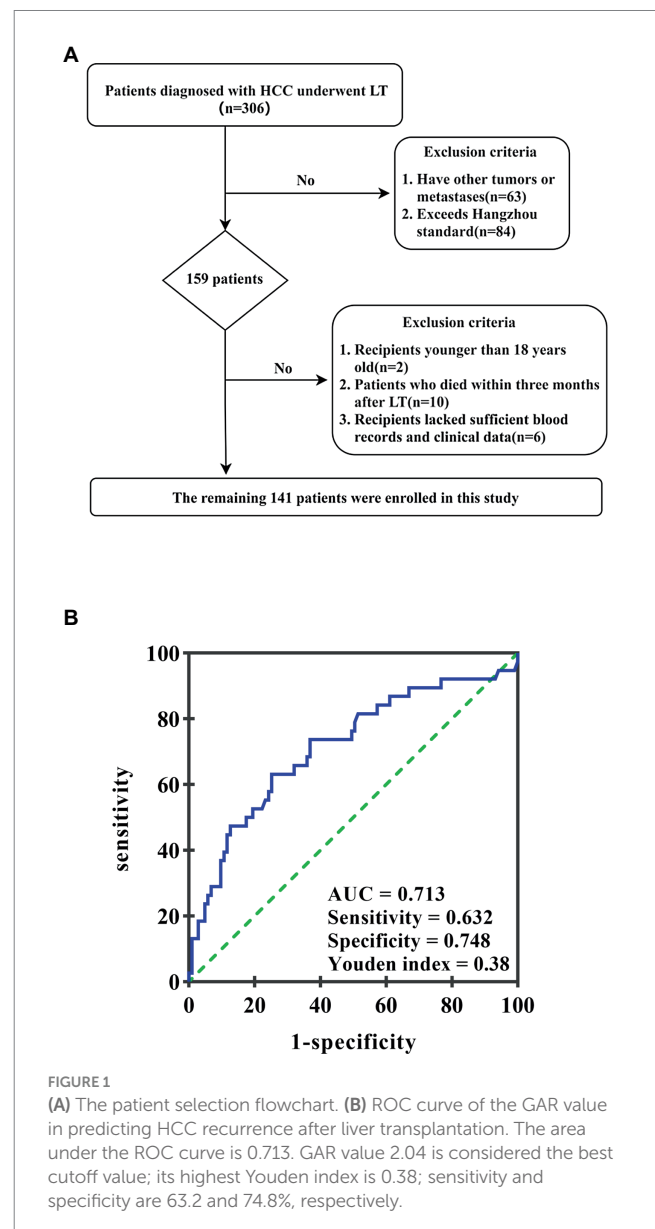 A
Patients diagnosed with HCC underwent LT
(n=306)
No
Exclusion criteria
1. Have other tumors or
metastases(n=63)
2. Exceeds Hangzhou
standard(n=84)
159 patients
No
Exclusion criteria
1. Recipients younger than 18 years
old(n=2)
2. Patients who died within three months
after LT(n=10)
3. Recipients lacked sufficient blood
records and clinical data(n=6)
The remaining 141 patients were enrolled in this study
B
100
80
60
40
20
0
sensitivity
AUC = 0.713
Sensitivity = 0.632
Specificity = 0.748
Youden index = 0.38
0 20 40 60 80 100
1-specificity
FIGURE 1
(A) The patient selection flowchart. (B) ROC curve of the GAR value
in predicting HCC recurrence after liver transplantation. The area
under the ROC curve is 0.713. GAR value 2.04 is considered the best
cutoff value; its highest Youden index is 0.38; sensitivity and
specificity are 63.2 and 74.8%, respectively.